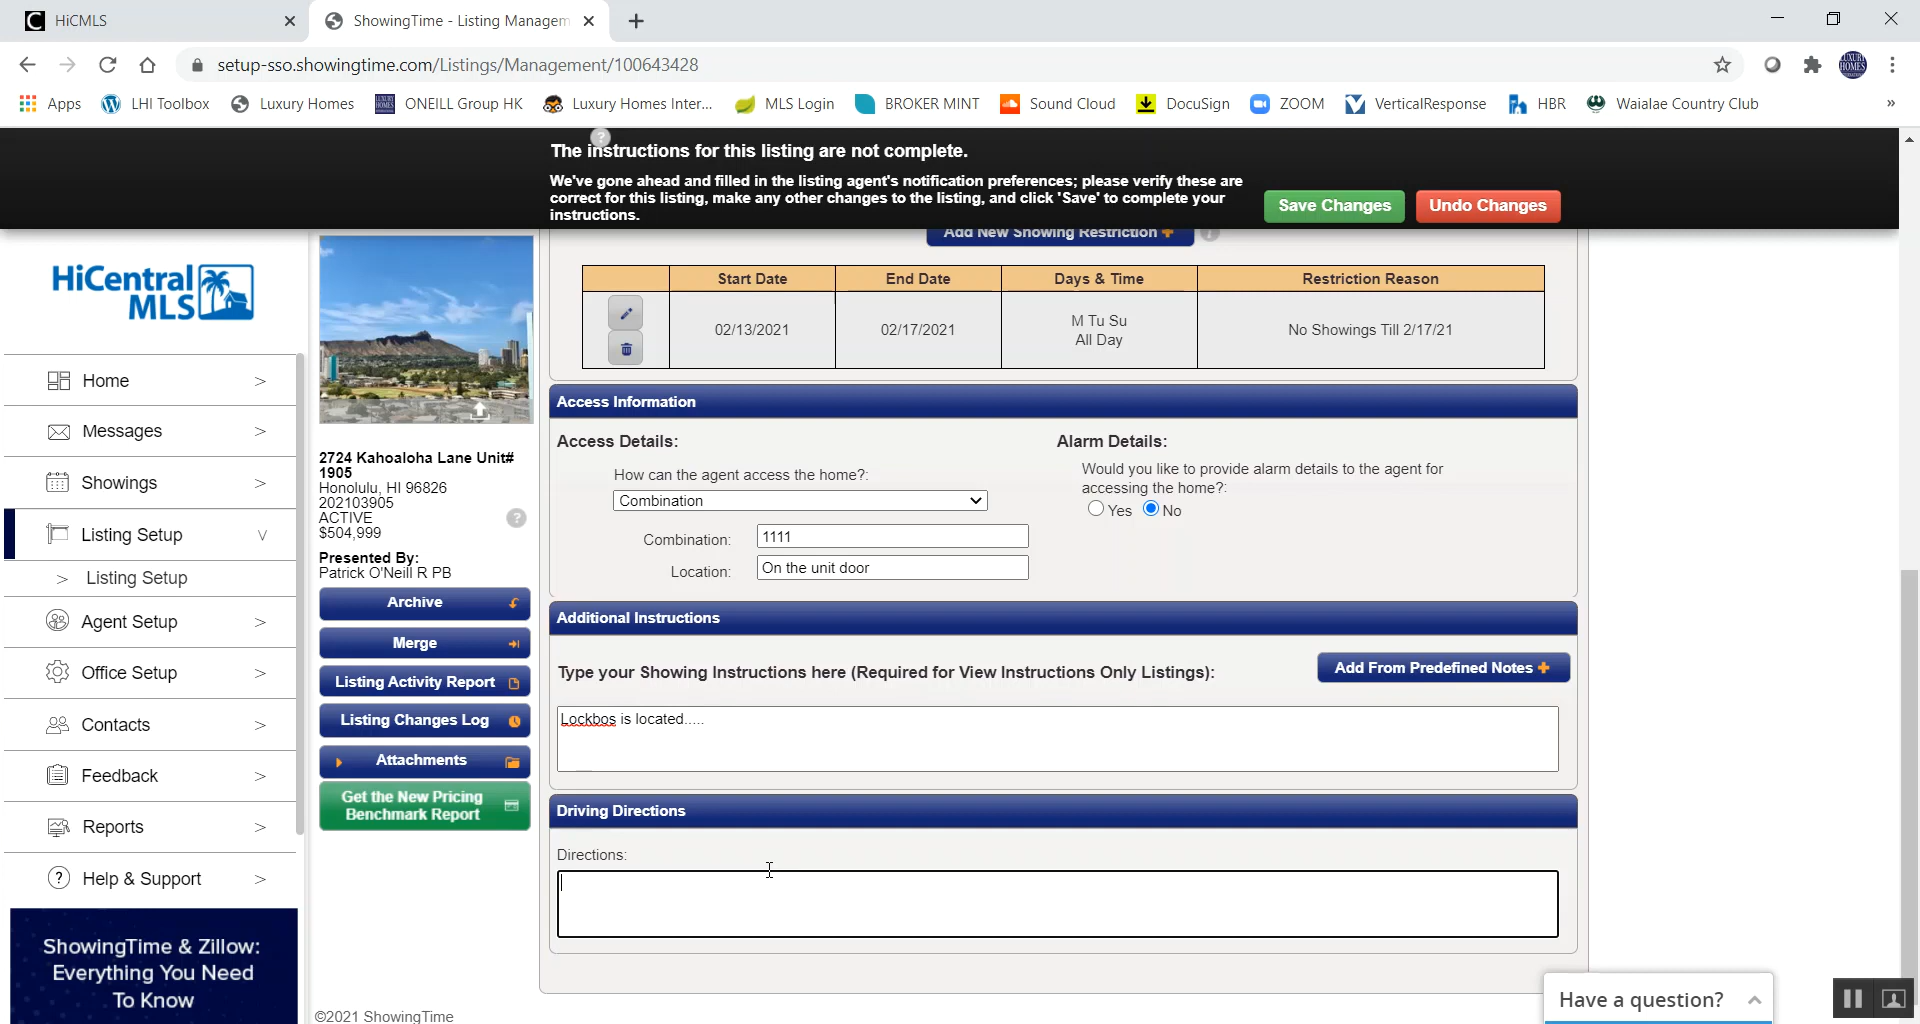 HiCMLS
ShowingTime - Listing Managem
setup-sso.showingtime.com/Listings/Management/100643428
Apps
LHI Toolbox
Luxury Homes
ONEILL Group HK
Luxury Homes Inter...
MLS Login
BROKER MINT
Sound Cloud
DocuSign
ZOOM
VerticalResponse
HBR
Waialae Country Club
»
The instructions for this listing are not complete.
We've gone ahead and filled in the listing agent's notification preferences; please verify these are
correct for this listing, make any other changes to the listing, and click 'Save' to complete your
instructions.
Save Changes
Undo Changes
HiCentral
MLS
Home >
Messages >
Showings >
Listing Setup v
> Listing Setup
Agent Setup >
Office Setup >
Contacts >
Feedback >
Reports >
Help & Support >
ShowingTime & Zillow:
Everything You Need
To Know
2724 Kahoaloha Lane Unit#
1905
Honolulu, HI 96826
202103905
ACTIVE
$504,999
Presented By:
Patrick O'Neill R PB
Archive
Merge
Listing Activity Report
Listing Changes Log
Attachments
Get the New Pricing
Benchmark Report
©2021 ShowingTime
Add New Showing Restriction +
Start Date
End Date
Days & Time
Restriction Reason
02/13/2021
02/17/2021
M Tu Su
All Day
No Showings Till 2/17/21
Access Information
Access Details:
How can the agent access the home?:
Combination
Combination: 1111
Location: On the unit door
Alarm Details:
Would you like to provide alarm details to the agent for
accessing the home?:
Yes No
Additional Instructions
Type your Showing Instructions here (Required for View Instructions Only Listings):
Add From Predefined Notes +
Lockbos is located.....
Driving Directions
Directions:
Have a question?